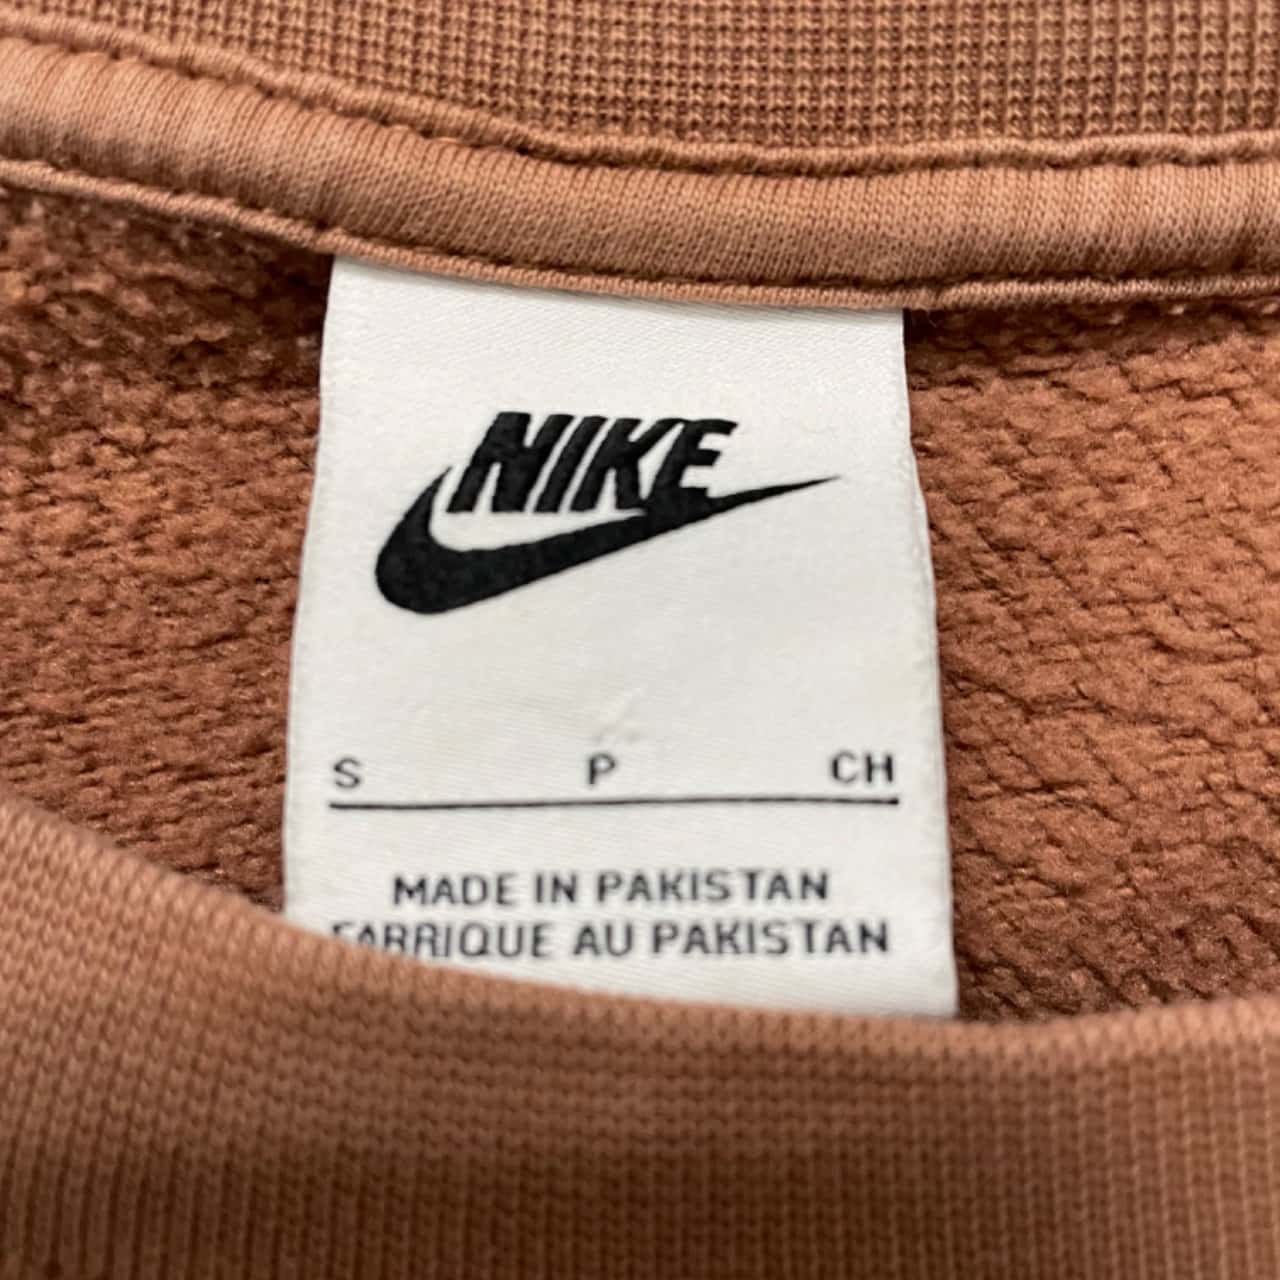 NIKE
S P CH
MADE IN PAKISTAN
FABRIQUE AU PAKISTAN